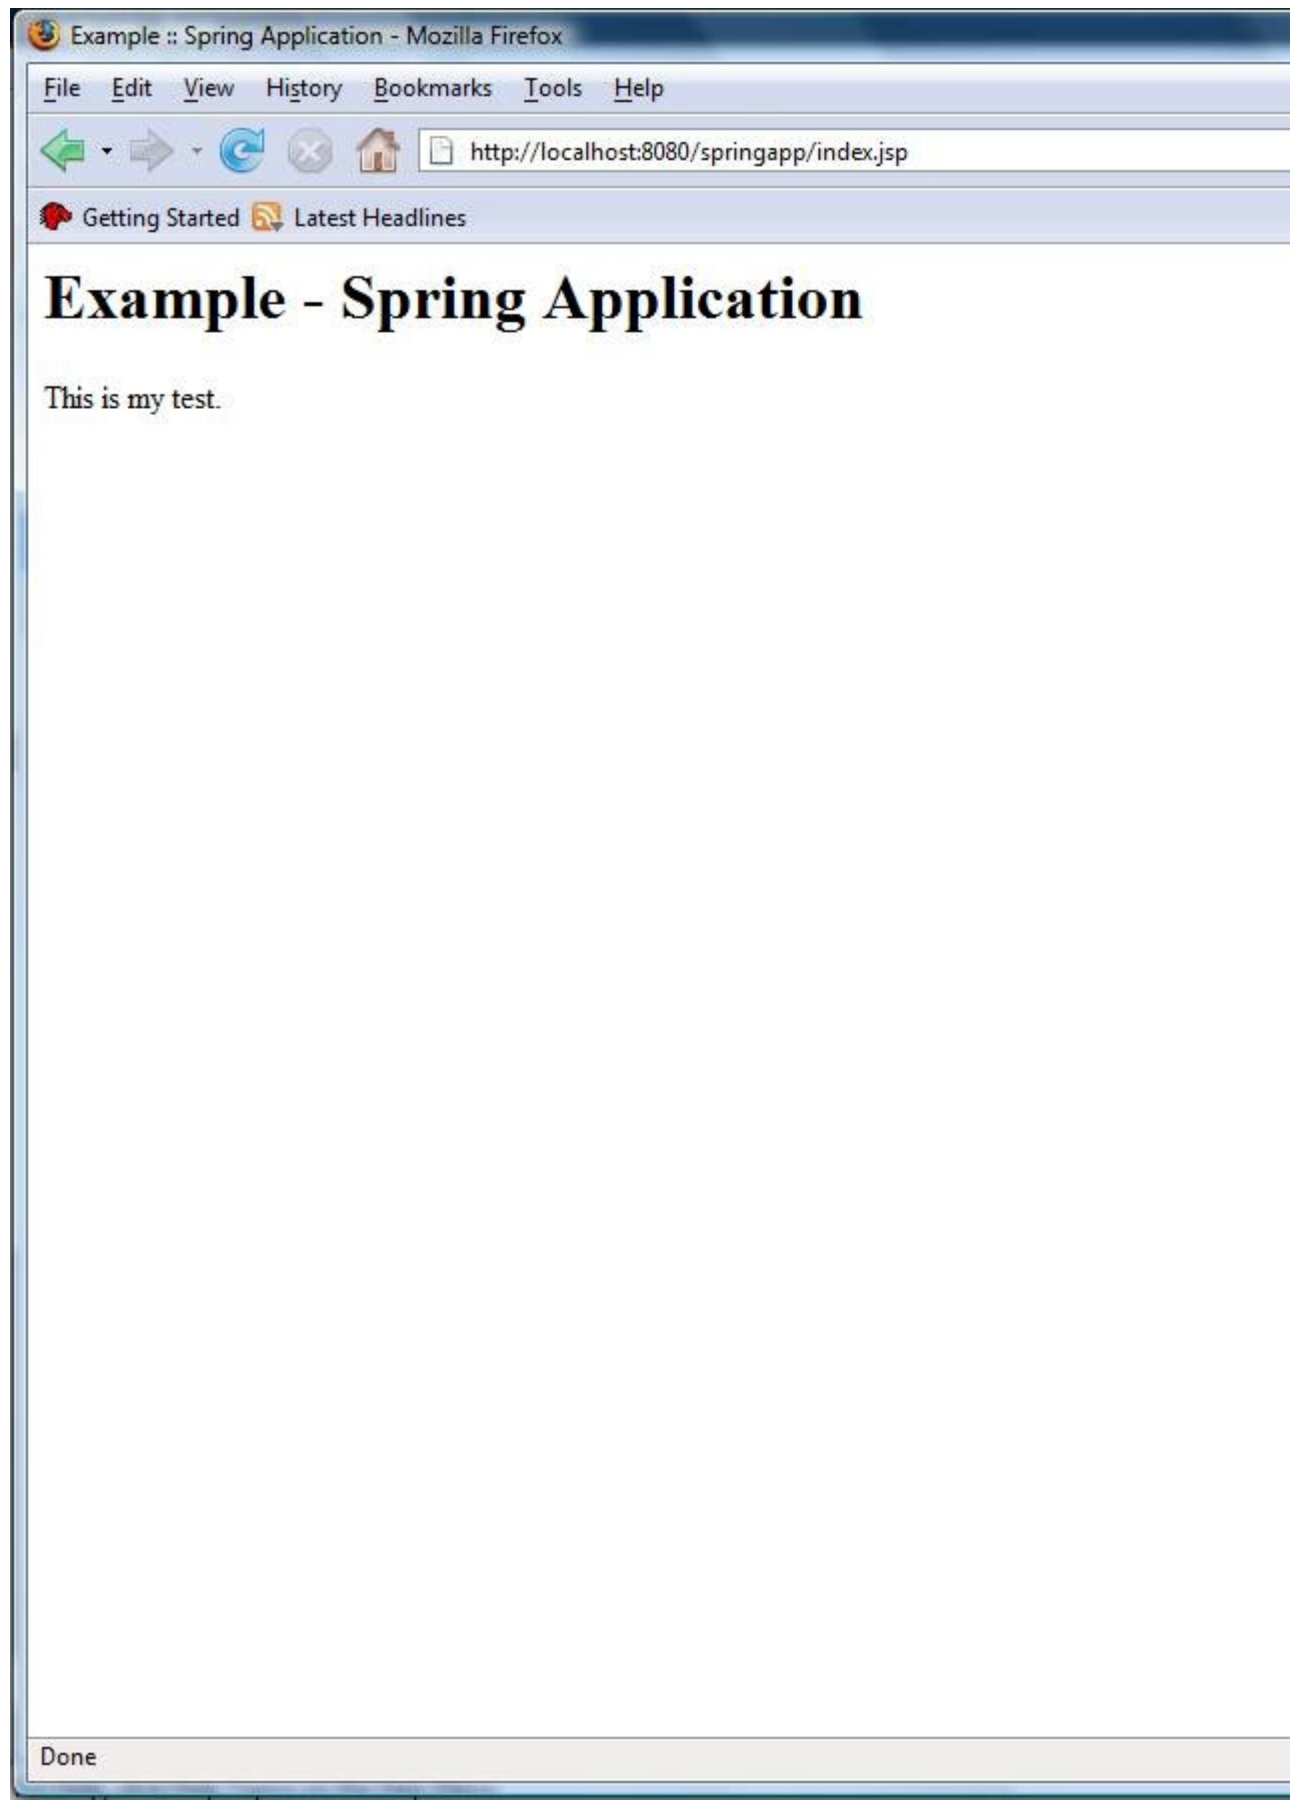 Example :: Spring Application - Mozilla Firefox
File Edit View History Bookmarks Tools Help
http://localhost:8080/springapp/index.jsp
Getting Started Latest Headlines
Example - Spring Application
This is my test.
Done